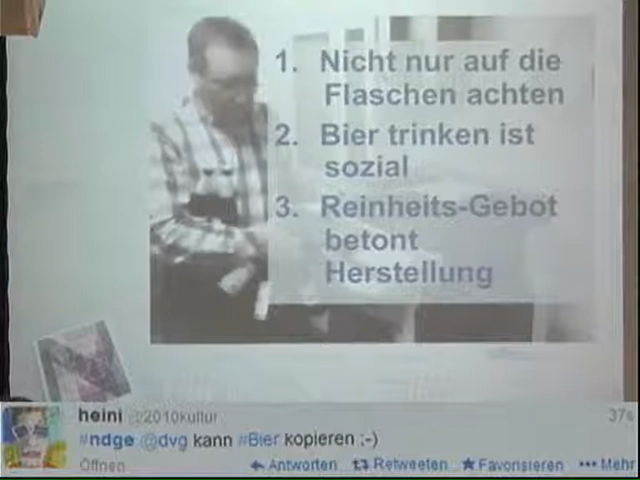 1. Nicht nur auf die
Flaschen achten
2. Bier trinken ist
sozial
3. Reinheits-Gebot
betont
Herstellung
heini @2010kultur 37s
#ndge @dvg kann #Bier kopieren ;-)
Öffnen Antworten Retweeten Favorisieren Mehr